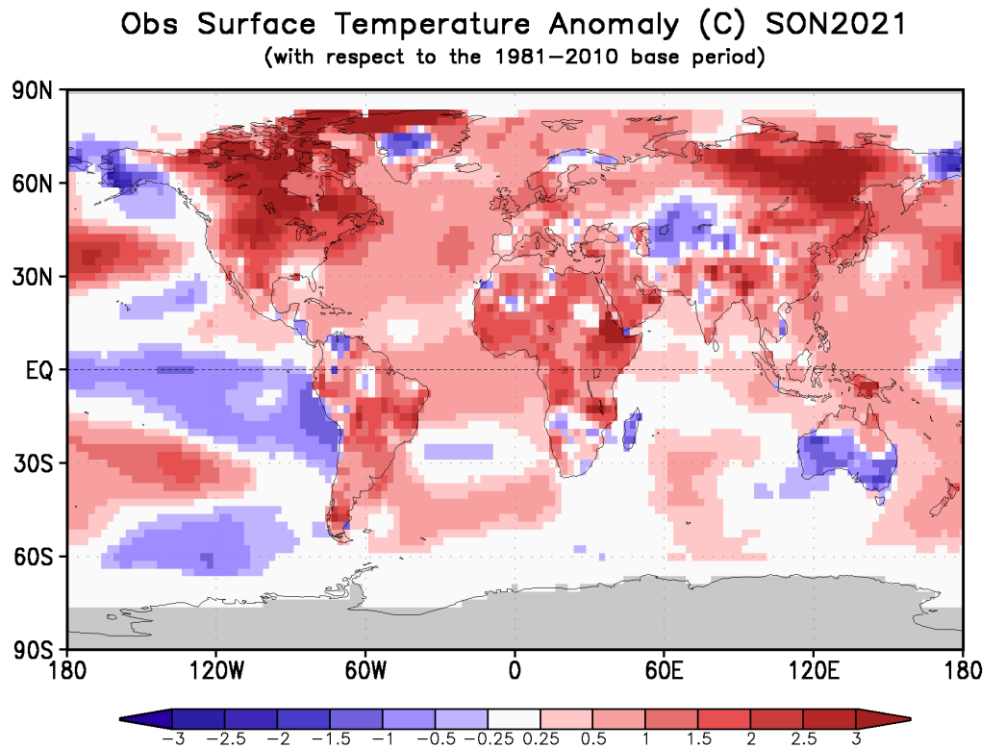 Obs Surface Temperature Anomaly (C) SON2021
(with respect to the 1981−2010 base period)
90N
60N
30N
EQ
30S
60S
90S
180 120W 60W 0 60E 120E 180
−3 −2.5 −2 −1.5 −1 −0.5 −0.25 0.25 0.5 1 1.5 2 2.5 3